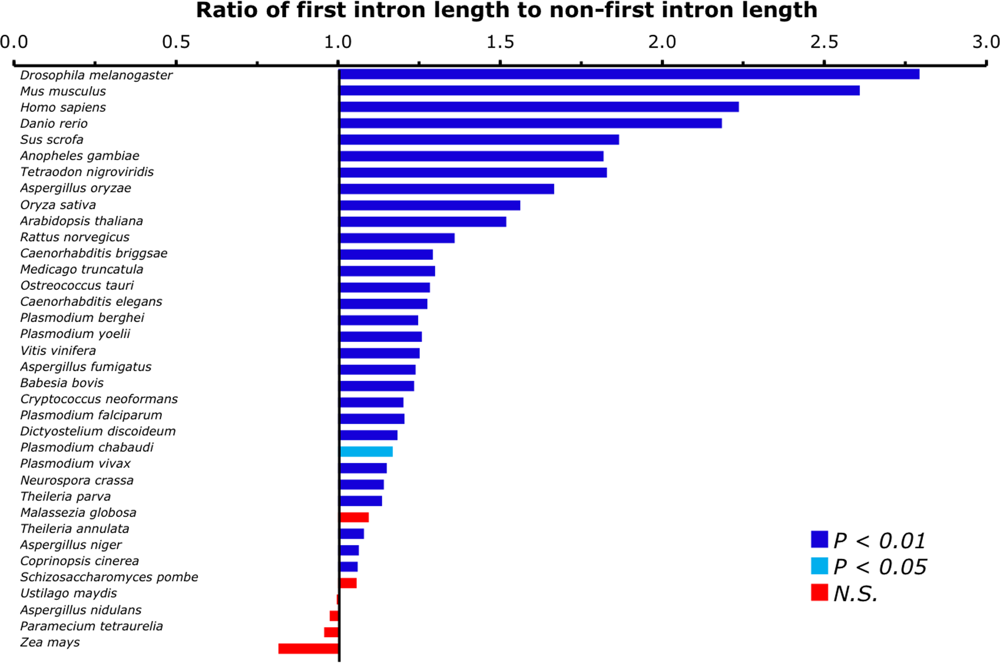 Ratio of first intron length to non-first intron length
0.0 0.5 1.0 1.5 2.0 2.5 3.0
Drosophila melanogaster
Mus musculus
Homo sapiens
Danio rerio
Sus scrofa
Anopheles gambiae
Tetraodon nigroviridis
Aspergillus oryzae
Oryza sativa
Arabidopsis thaliana
Rattus norvegicus
Caenorhabditis briggsae
Medicago truncatula
Ostreococcus tauri
Caenorhabditis elegans
Plasmodium berghei
Plasmodium yoelii
Vitis vinifera
Aspergillus fumigatus
Babesia bovis
Cryptococcus neoformans
Plasmodium falciparum
Dictyostelium discoideum
Plasmodium chabaudi
Plasmodium vivax
Neurospora crassa
Theileria parva
Malassezia globosa
Theileria annulata
Aspergillus niger
Coprinopsis cinerea
Schizosaccharomyces pombe
Ustilago maydis
Aspergillus nidulans
Paramecium tetraurelia
Zea mays
P < 0.01
P < 0.05
N.S.